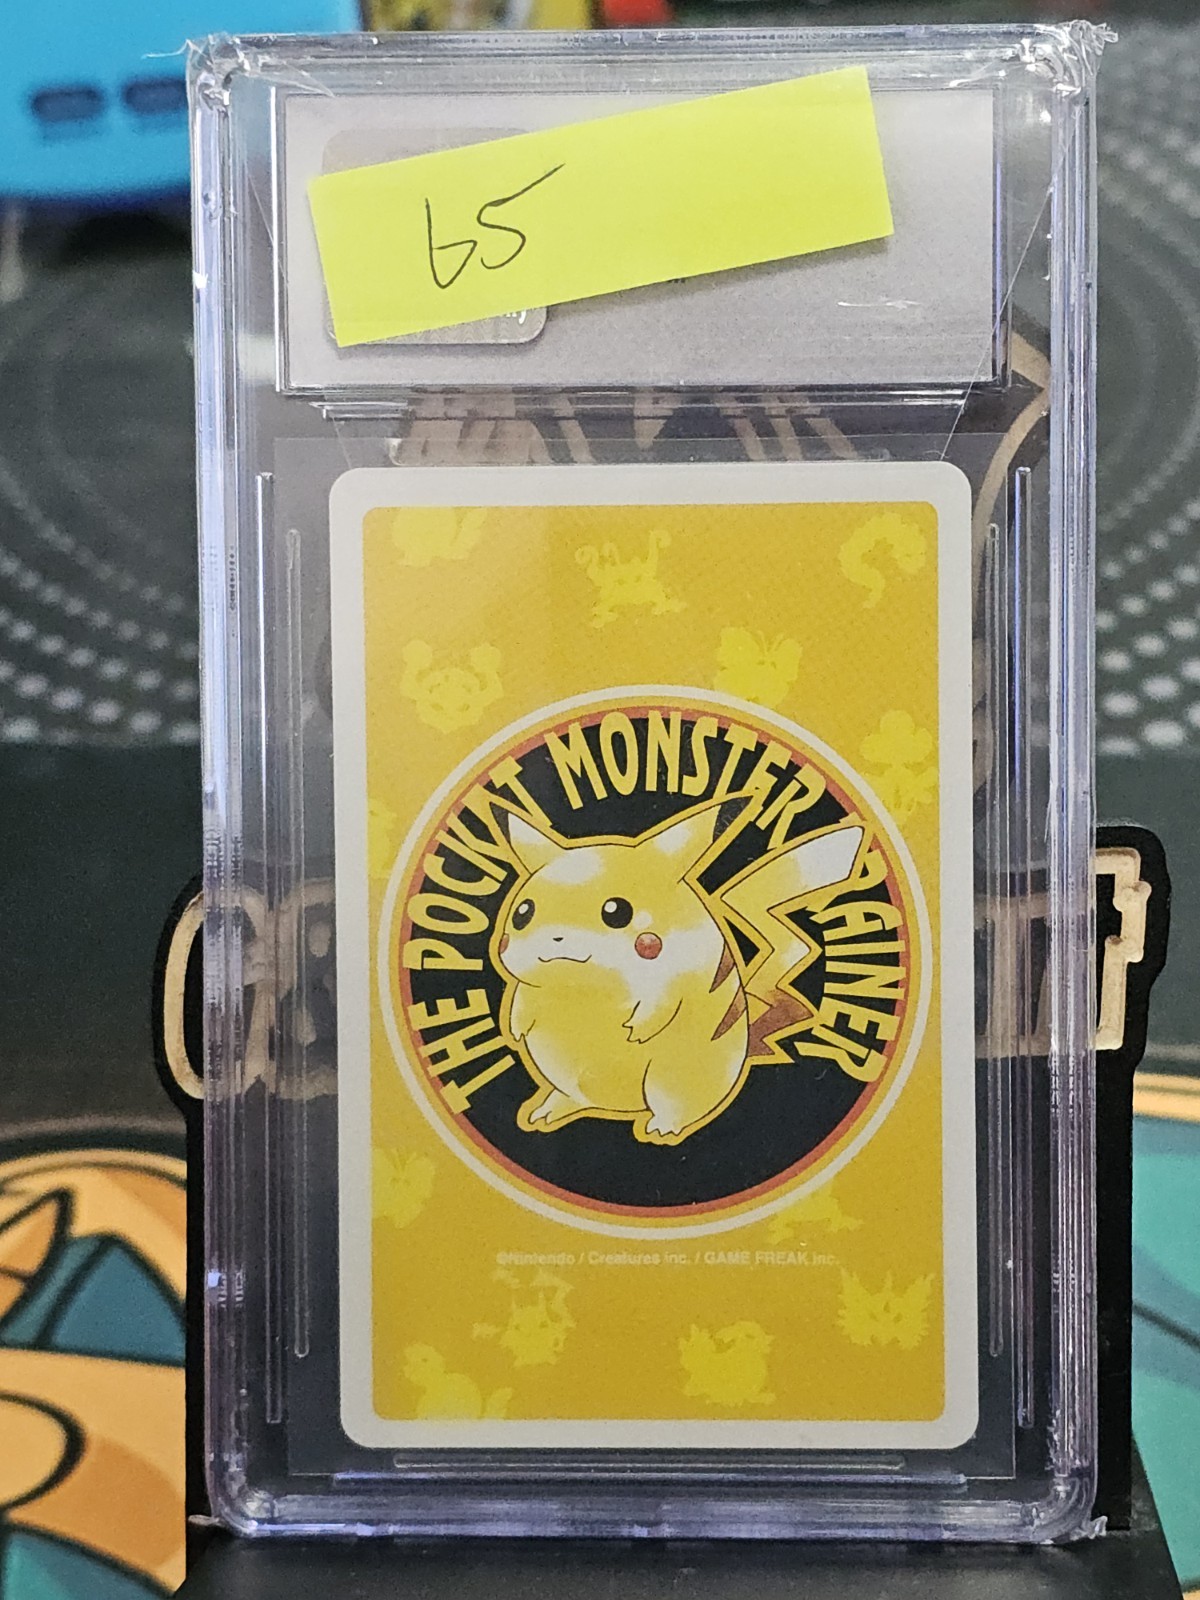 65
THE POCKET MONSTER TRAINER
©Nintendo / Creatures inc. / GAME FREAK inc.